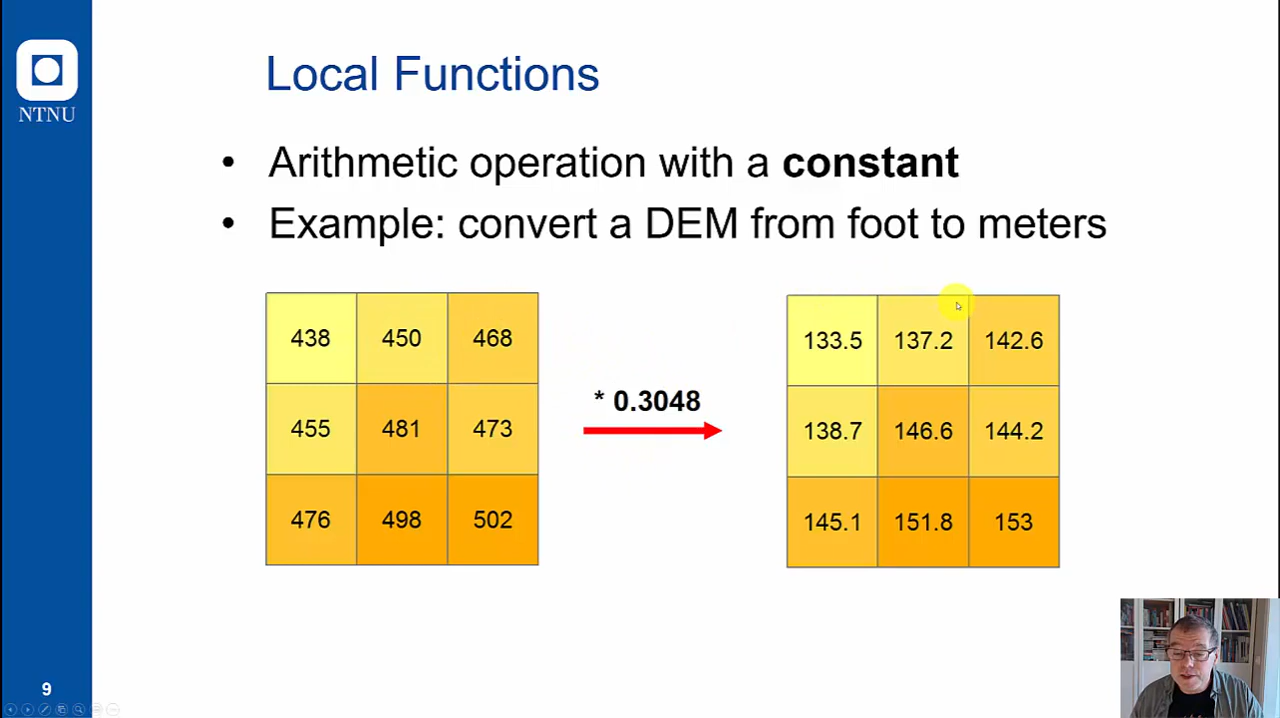 NTNU
Local Functions
• Arithmetic operation with a constant
• Example: convert a DEM from foot to meters
438 450 468
455 481 473
476 498 502
* 0.3048
133.5 137.2 142.6
138.7 146.6 144.2
145.1 151.8 153
9